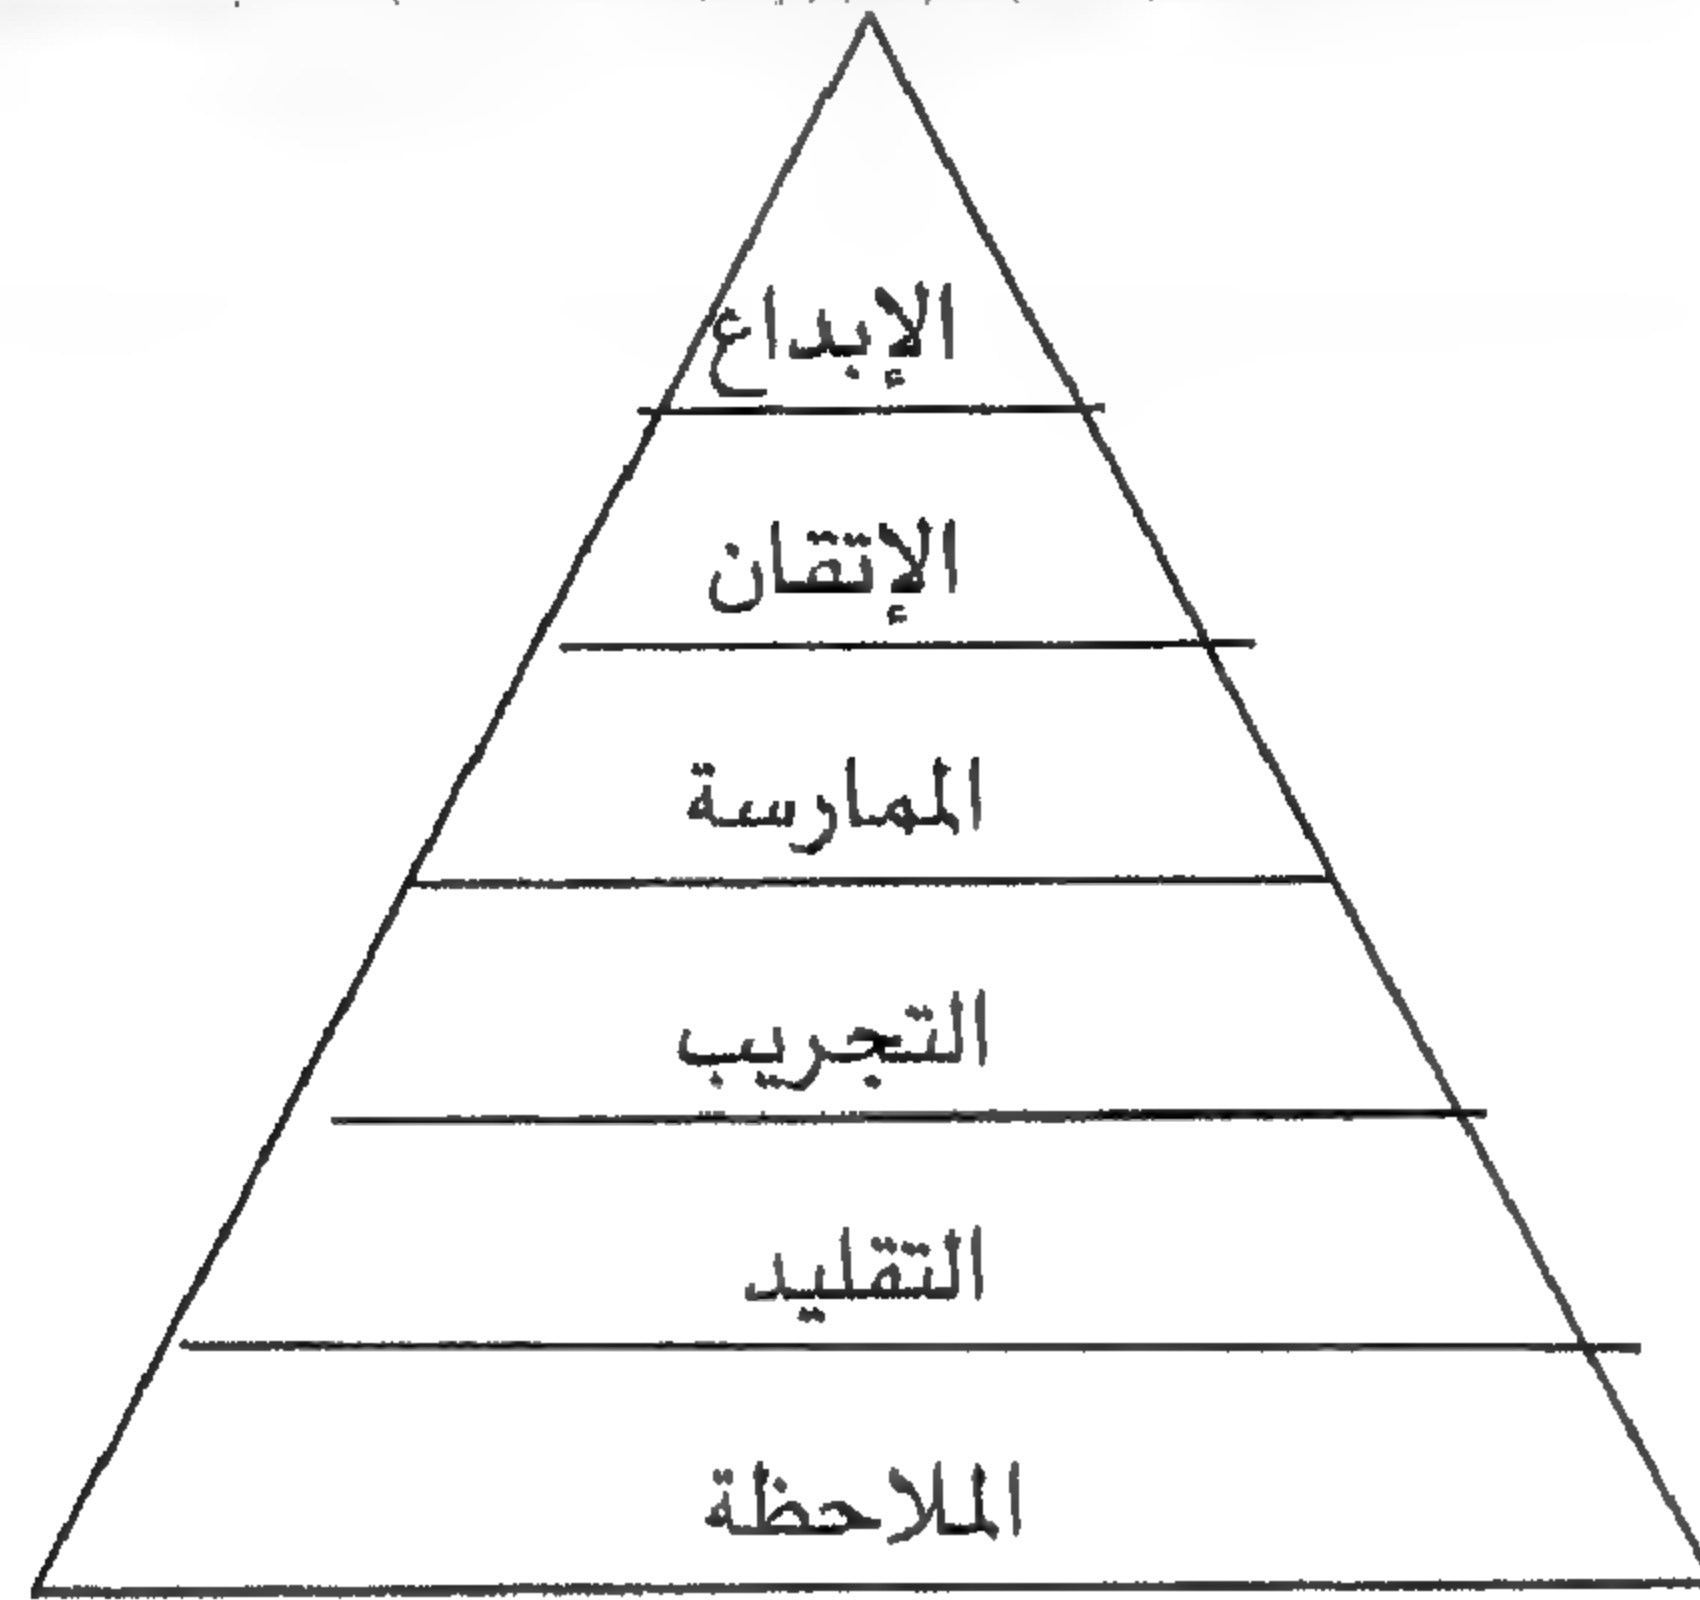 الإبداع
الإتقان
الممارسة
التجريب
التقليد
الملاحظة